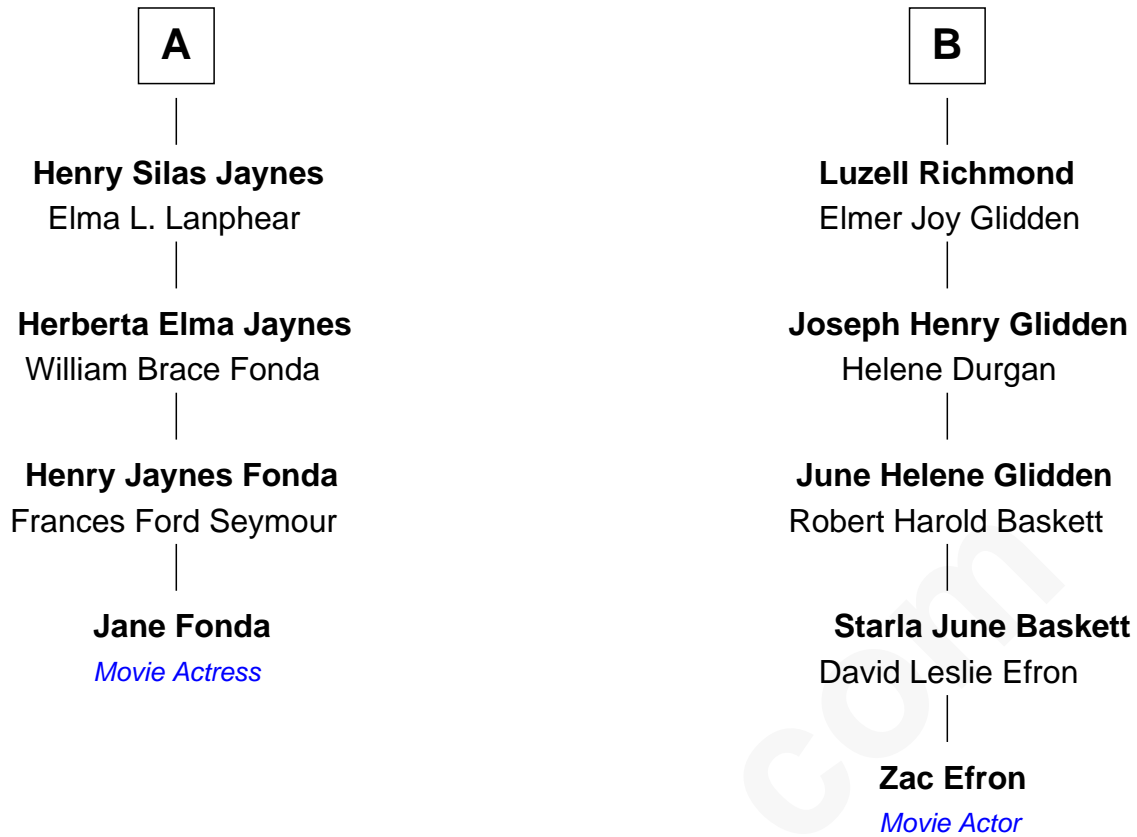 A
Henry Silas Jaynes
Elma L. Lanphear
Herberta Elma Jaynes
William Brace Fonda
Henry Jaynes Fonda
Frances Ford Seymour
Jane Fonda
Movie Actress
B
Luzell Richmond
Elmer Joy Glidden
Joseph Henry Glidden
Helene Durgan
June Helene Glidden
Robert Harold Baskett
Starla June Baskett
David Leslie Efron
Zac Efron
Movie Actor
com